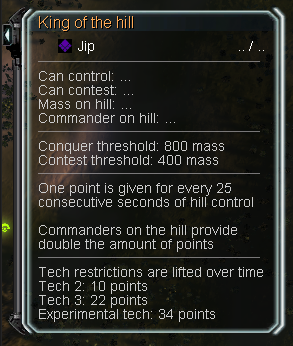 King of the hill
Jip .. / ..
Can control: ...
Can contest: ...
Mass on hill: ...
Commander on hill: ...
Conquer threshold: 800 mass
Contest threshold: 400 mass
One point is given for every 25
consecutive seconds of hill control
Commanders on the hill provide
double the amount of points
Tech restrictions are lifted over time
Tech 2: 10 points
Tech 3: 22 points
Experimental tech: 34 points